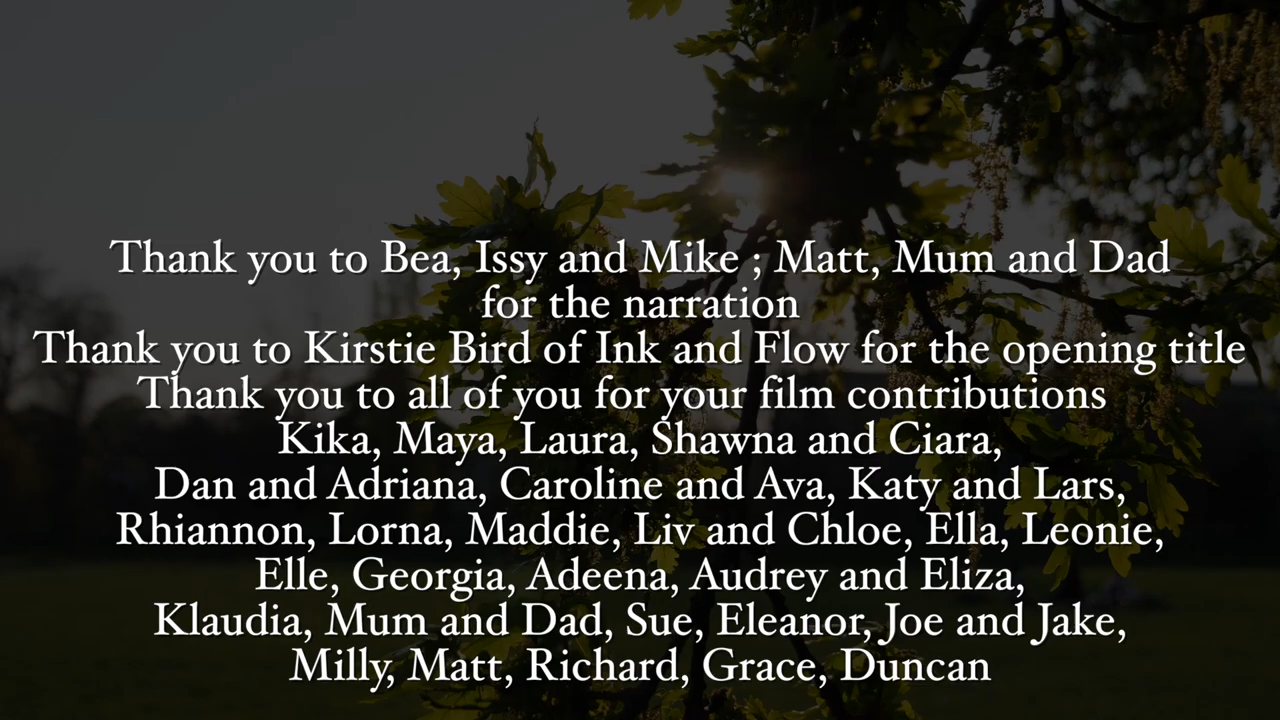 Thank you to Bea, Issy and Mike ; Matt, Mum and Dad
for the narration
Thank you to Kirstie Bird of Ink and Flow for the opening title
Thank you to all of you for your film contributions
Kika, Maya, Laura, Shawna and Ciara,
Dan and Adriana, Caroline and Ava, Katy and Lars,
Rhiannon, Lorna, Maddie, Liv and Chloe, Ella, Leonie,
Elle, Georgia, Adeena, Audrey and Eliza,
Klaudia, Mum and Dad, Sue, Eleanor, Joe and Jake,
Milly, Matt, Richard, Grace, Duncan